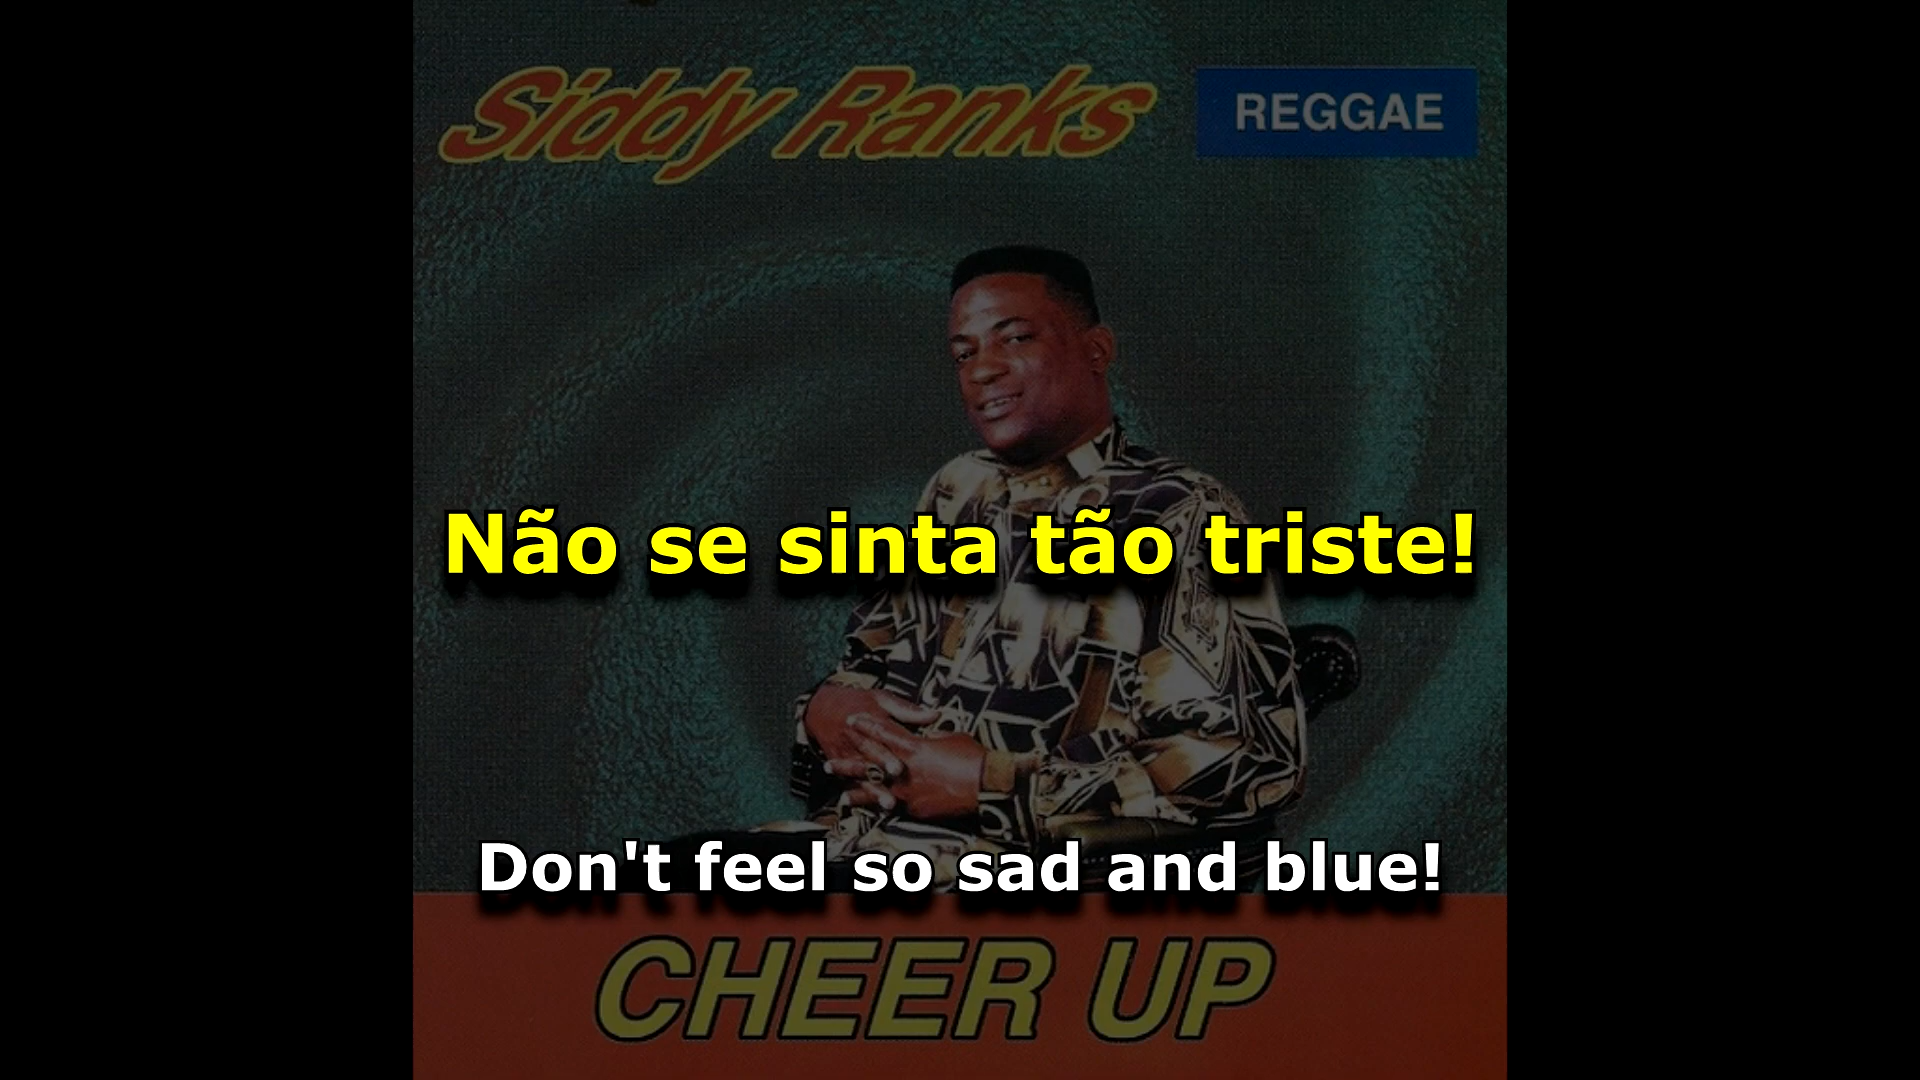 Siddy Ranks
REGGAE
Não se sinta tão triste!
Don't feel so sad and blue!
CHEER UP